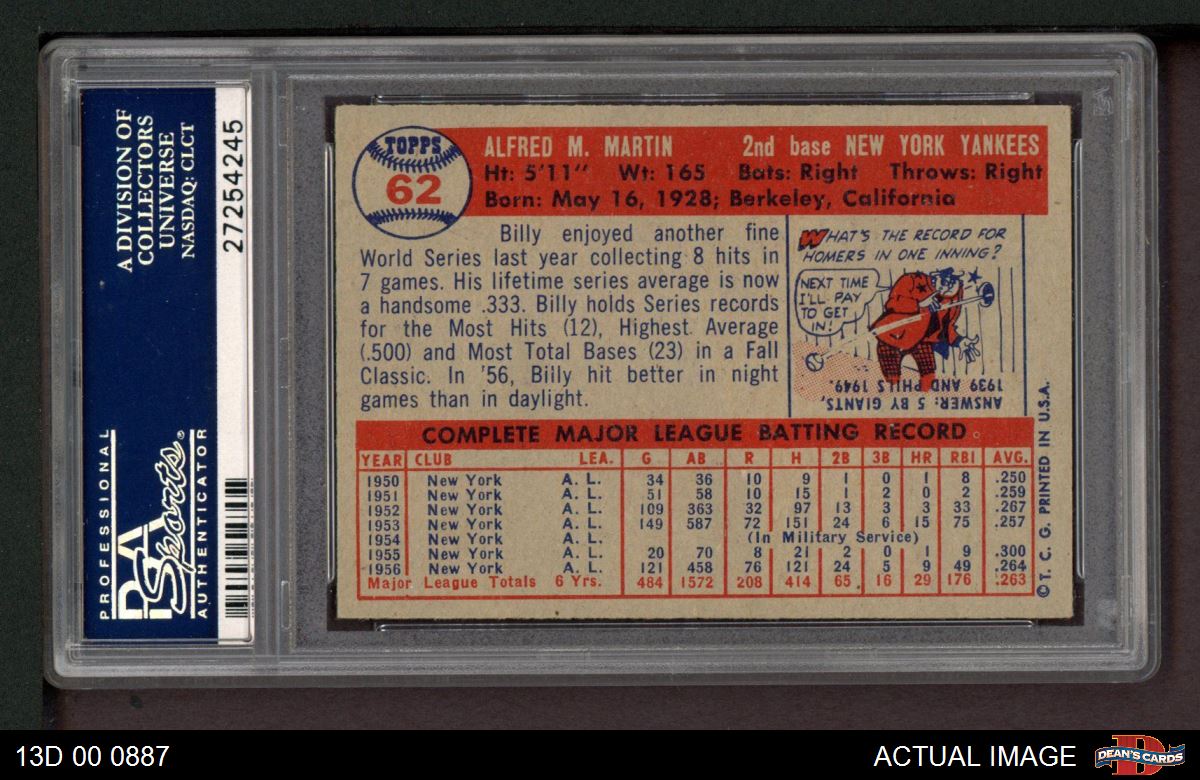 A DIVISION OF
COLLECTORS
UNIVERSE
NASDAQ: CLCT
27254245
PROFESSIONAL
PSA
Sports®
AUTHENTICATOR
TOPPS
62
ALFRED M. MARTIN 2nd base NEW YORK YANKEES
Ht: 5'11" Wt: 165 Bats: Right Throws: Right
Born: May 16, 1928; Berkeley, California
Billy enjoyed another fine
World Series last year collecting 8 hits in
7 games. His lifetime series average is now
a handsome .333. Billy holds Series records
for the Most Hits (12), Highest Average
(.500) and Most Total Bases (23) in a Fall
Classic. In '56, Billy hit better in night
games than in daylight.
WHAT'S THE RECORD FOR
HOMERS IN ONE INNING?
NEXT TIME
I'LL PAY
TO GET
IN!
ANSWER: 5 BY GIANTS,
1939 AND PHILS 1949.
COMPLETE MAJOR LEAGUE BATTING RECORD
YEAR CLUB LEA. G AB R H 2B 3B HR RBI AVG.
1950 New York A. L. 34 36 10 9 1 0 1 8 .250
1951 New York A. L. 51 58 10 15 1 2 0 2 .259
1952 New York A. L. 109 363 32 97 13 3 3 33 .267
1953 New York A. L. 149 587 72 151 24 6 15 75 .257
1954 New York A. L. (In Military Service)
1955 New York A. L. 20 70 8 21 2 0 1 9 .300
1956 New York A. L. 121 458 76 121 24 5 9 49 .264
Major League Totals 6 Yrs. 484 1572 208 414 65 16 29 176 .263
© T. C. G. PRINTED IN U.S.A.
13D 00 0887
ACTUAL IMAGE
D
DEAN'S CARDS